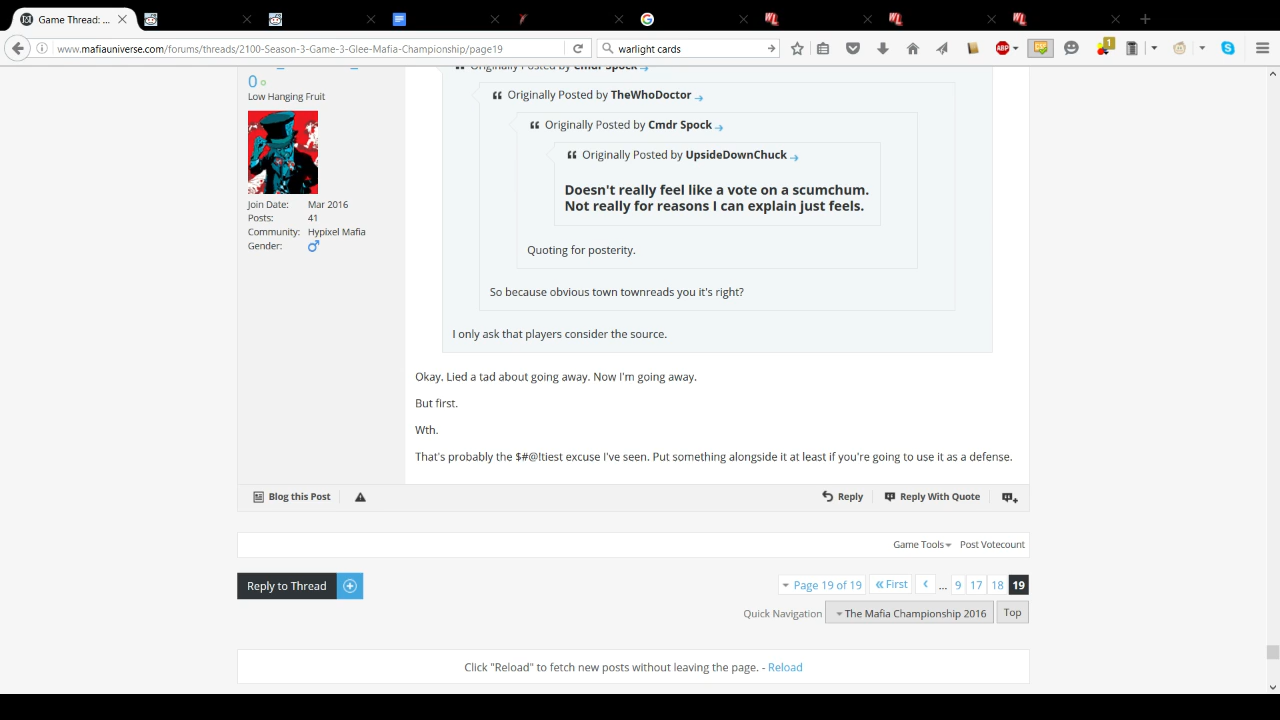 Game Thread: ...
www.mafiauniverse.com/forums/threads/2100-Season-3-Game-3-Glee-Mafia-Championship/page19
warlight cards
ABP
1
Originally Posted by Cmdr Spock
0
Low Hanging Fruit
Originally Posted by TheWhoDoctor
Originally Posted by Cmdr Spock
Originally Posted by UpsideDownChuck
Doesn't really feel like a vote on a scumchum.
Not really for reasons I can explain just feels.
Join Date: Mar 2016
Posts: 41
Community: Hypixel Mafia
Gender:
Quoting for posterity.
So because obvious town townreads you it's right?
I only ask that players consider the source.
Okay. Lied a tad about going away. Now I'm going away.
But first.
Wth.
That's probably the $#@!tiest excuse I've seen. Put something alongside it at least if you're going to use it as a defense.
Blog this Post
Reply Reply With Quote
Game Tools Post Votecount
Reply to Thread
Page 19 of 19 First ... 9 17 18 19
Quick Navigation The Mafia Championship 2016 Top
Click "Reload" to fetch new posts without leaving the page. - Reload